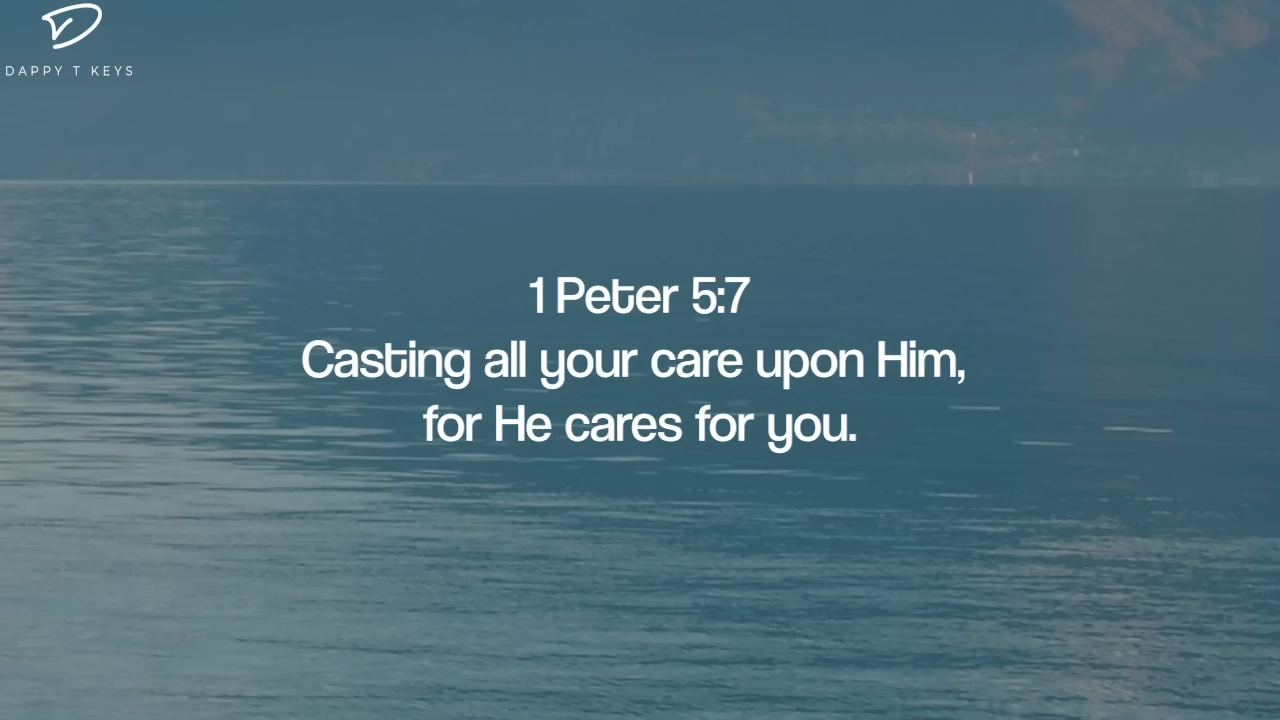 DAPPY T KEYS
1 Peter 5:7
Casting all your care upon Him,
for He cares for you.